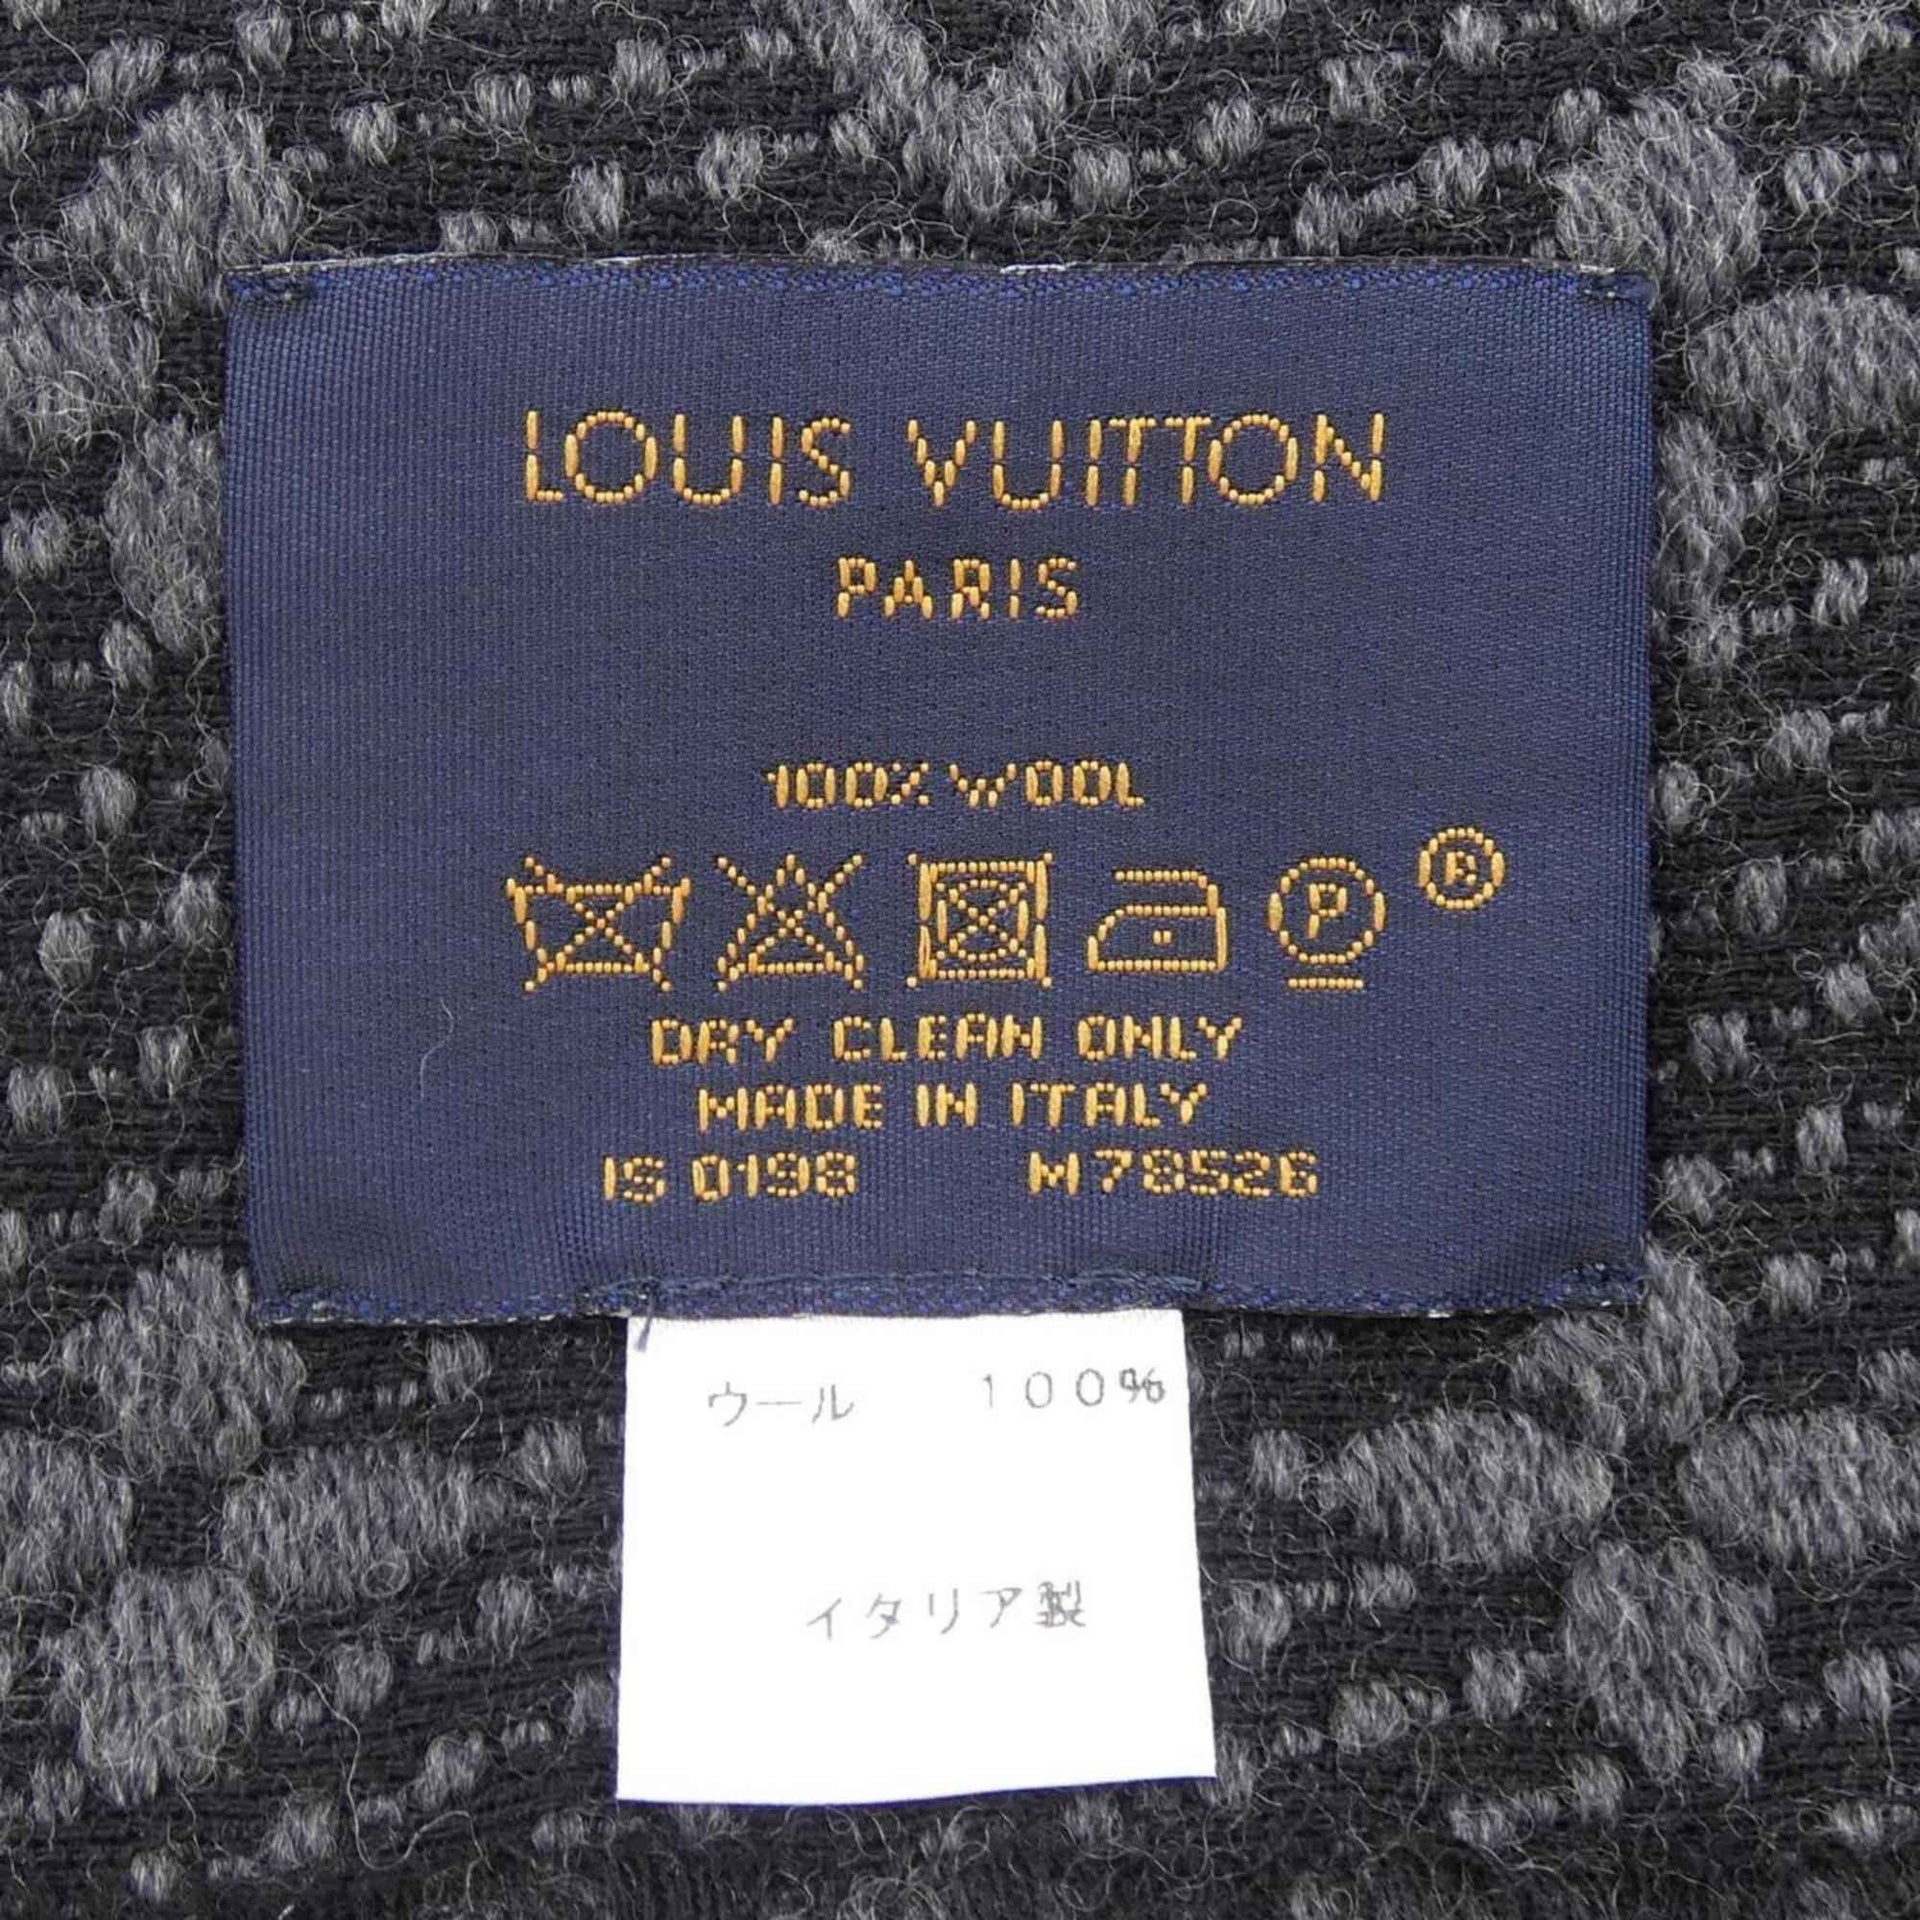 LOUIS VUITTON
PARIS
100% WOOL
P ®
DRY CLEAN ONLY
MADE IN ITALY
IS 0198 M78526
ウール 100%
イタリア製